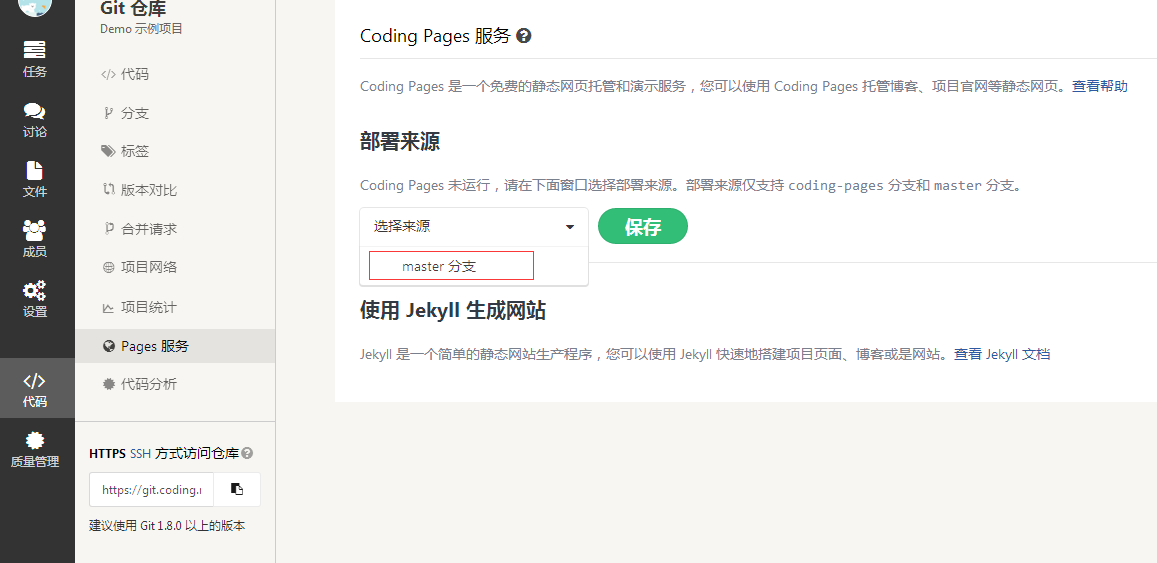 任务
讨论
文件
成员
设置
代码
质量管理
Git 仓库
Demo 示例项目
代码
分支
标签
版本对比
合并请求
项目网络
项目统计
Pages 服务
代码分析
HTTPS SSH 方式访问仓库
https://git.coding.
建议使用 Git 1.8.0 以上的版本
Coding Pages 服务
Coding Pages 是一个免费的静态网页托管和演示服务，您可以使用 Coding Pages 托管博客、项目官网等静态网页。查看帮助
部署来源
Coding Pages 未运行，请在下面窗口选择部署来源。部署来源仅支持 coding-pages 分支和 master 分支。
选择来源
保存
master 分支
使用 Jekyll 生成网站
Jekyll 是一个简单的静态网站生产程序，您可以使用 Jekyll 快速地搭建项目页面、博客或是网站。查看 Jekyll 文档